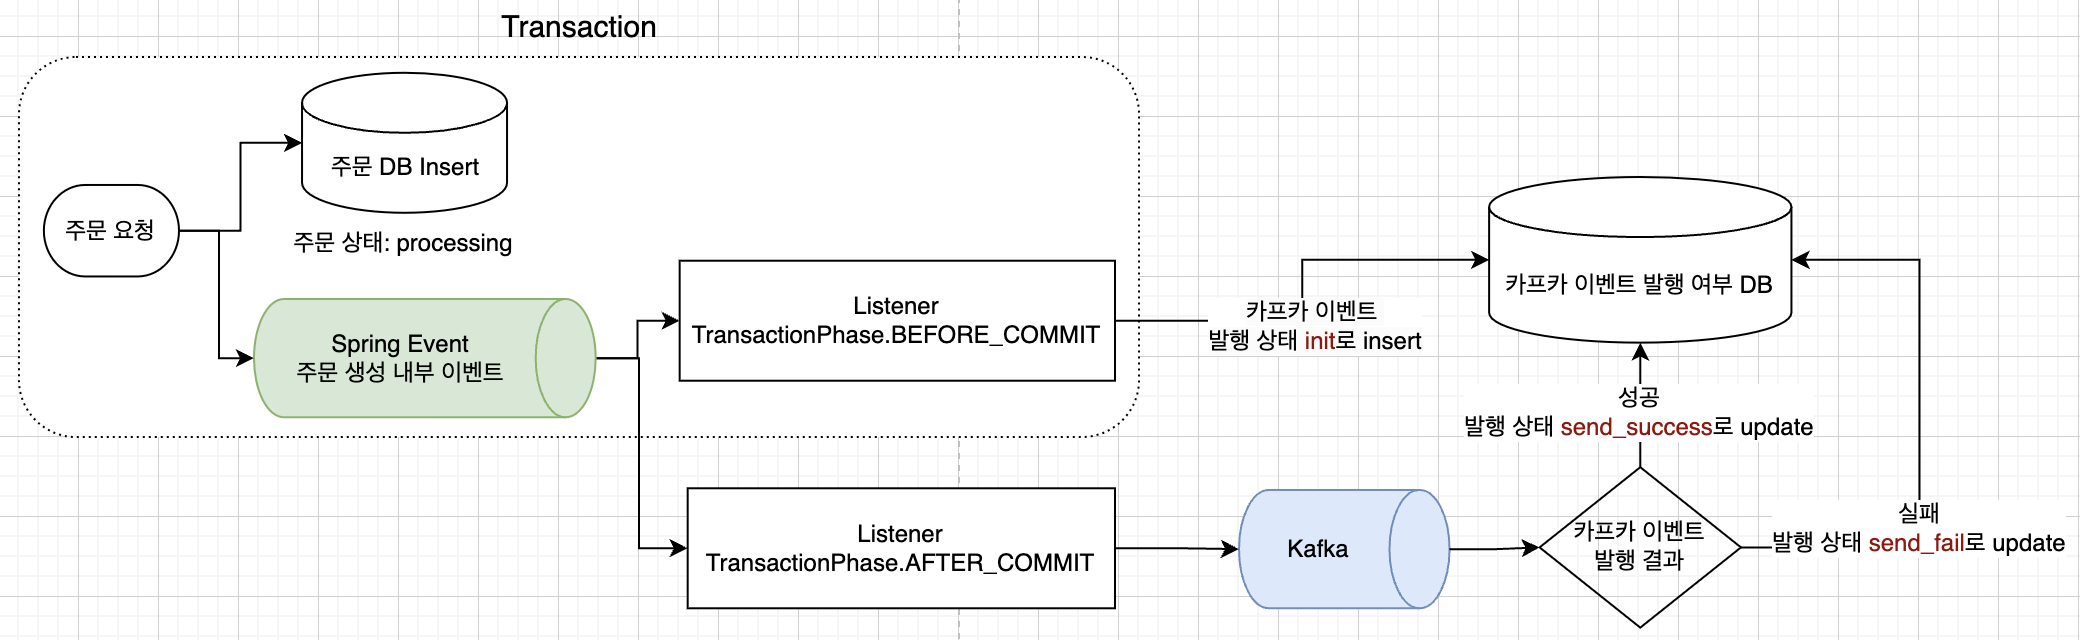 Transaction
주문 DB Insert
주문 요청
주문 상태: processing
Spring Event
주문 생성 내부 이벤트
Listener
TransactionPhase.BEFORE_COMMIT
카프카 이벤트
발행 상태 init로 insert
카프카 이벤트 발행 여부 DB
성공
발행 상태 send_success로 update
Listener
TransactionPhase.AFTER_COMMIT
Kafka
카프카 이벤트
발행 결과
실패
발행 상태 send_fail로 update